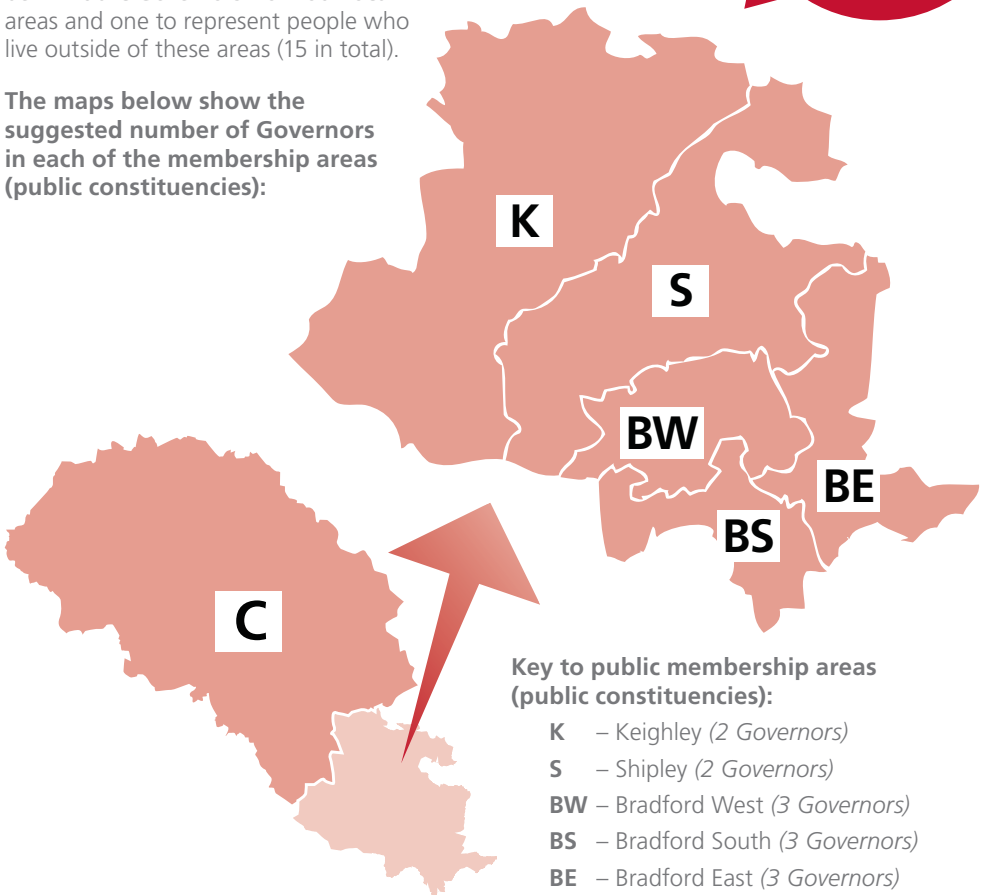 areas and one to represent people who
live outside of these areas (15 in total).
The maps below show the
suggested number of Governors
in each of the membership areas
(public constituencies):
K
S
BW
BE
BS
C
Key to public membership areas
(public constituencies):
K – Keighley (2 Governors)
S – Shipley (2 Governors)
BW – Bradford West (3 Governors)
BS – Bradford South (3 Governors)
BE – Bradford East (3 Governors)